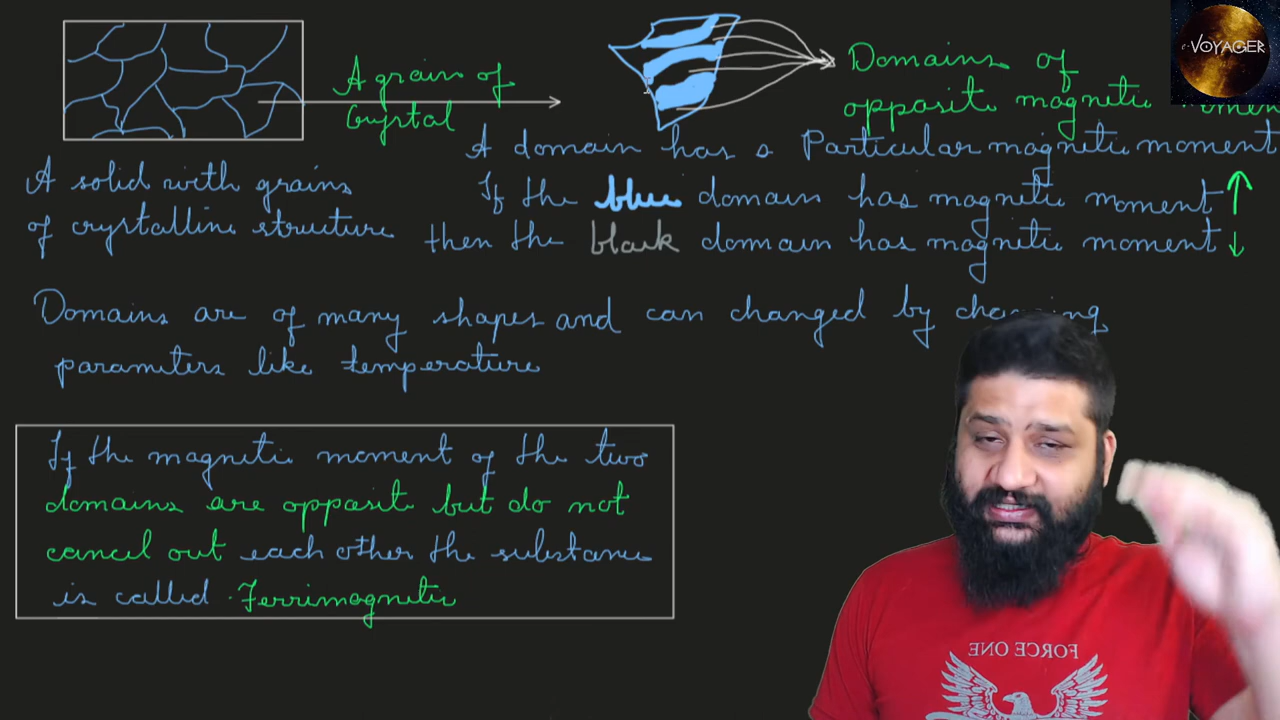 A grain of
Crystal
Domains of
opposite magnetic moment
e-VOYAGER
A domain has a Particular magnetic moment
A solid with grains
of crystalline structure
If the blue domain has magnetic moment ↑
then the black domain has magnetic moment ↓
Domains are of many shapes and can changed by changing
parameters like temperature
If the magnetic moment of the two
domains are opposit but do not
cancel out each other the substance
is called Ferrimagnetic
FORCE ONE